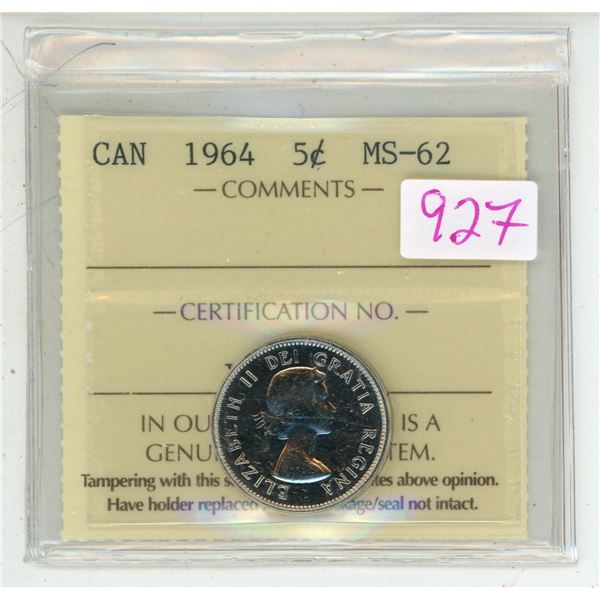 CAN 1964 5¢ MS-62
— COMMENTS —
927
— CERTIFICATION NO. —
ELIZABETH II DEI GRATIA REGINA
IN OU IS A
GENU TEM.
Tampering with this s tes above opinion.
Have holder replaced age/seal not intact.